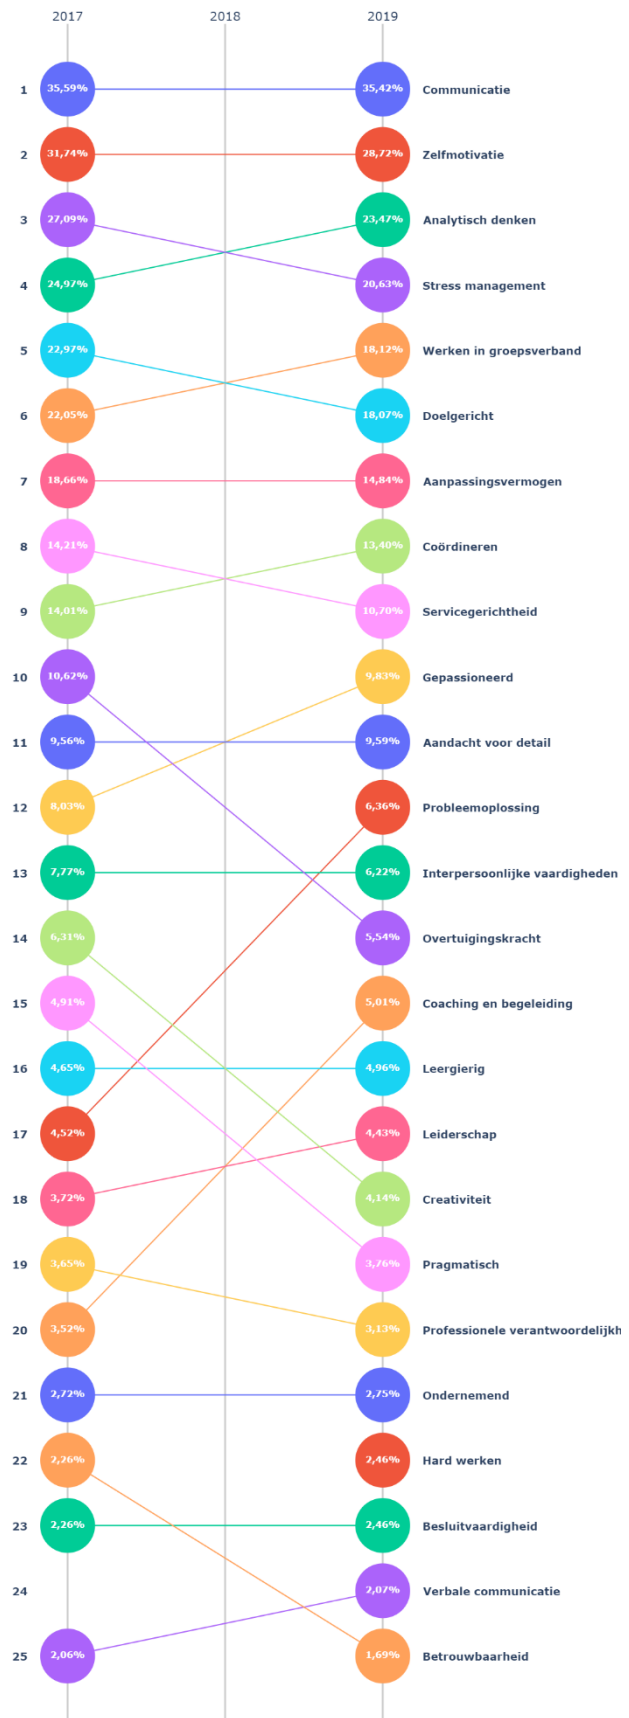 2017 2018 2019
1 35,59% 35,42% Communicatie
2 31,74% 28,72% Zelfmotivatie
3 27,09% 23,47% Analytisch denken
4 24,97% 20,63% Stress management
5 22,97% 18,12% Werken in groepsverband
6 22,05% 18,07% Doelgericht
7 18,66% 14,84% Aanpassingsvermogen
8 14,21% 13,40% Coördineren
9 14,01% 10,70% Servicegerichtheid
10 10,62% 9,83% Gepassioneerd
11 9,56% 9,59% Aandacht voor detail
12 8,03% 6,36% Probleemoplossing
13 7,77% 6,22% Interpersoonlijke vaardigheden
14 6,31% 5,54% Overtuigingskracht
15 4,91% 5,01% Coaching en begeleiding
16 4,65% 4,96% Leergierig
17 4,52% 4,43% Leiderschap
18 3,72% 4,14% Creativiteit
19 3,65% 3,76% Pragmatisch
20 3,52% 3,13% Professionele verantwoordelijkh
21 2,72% 2,75% Ondernemend
22 2,26% 2,46% Hard werken
23 2,26% 2,46% Besluitvaardigheid
24 2,07% Verbale communicatie
25 2,06% 1,69% Betrouwbaarheid